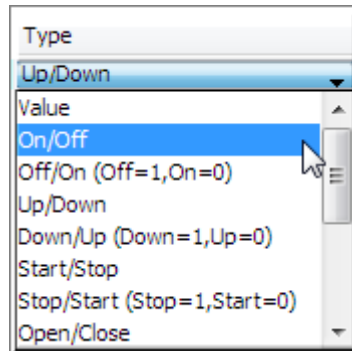 Type
Up/Down
Value
On/Off
Off/On (Off=1,On=0)
Up/Down
Down/Up (Down=1,Up=0)
Start/Stop
Stop/Start (Stop=1,Start=0)
Open/Close